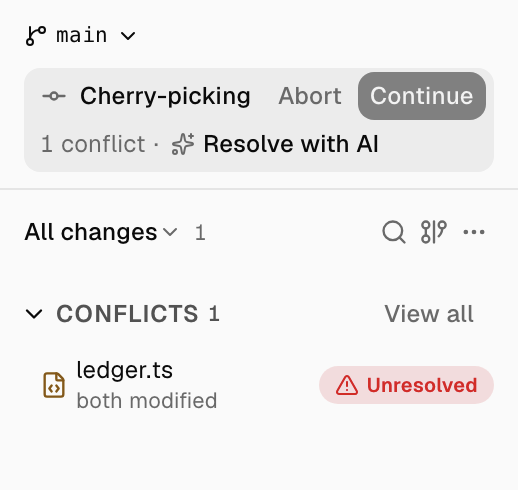 main
Cherry-picking Abort Continue
1 conflict · Resolve with AI
All changes 1
CONFLICTS 1 View all
ledger.ts
both modified
Unresolved